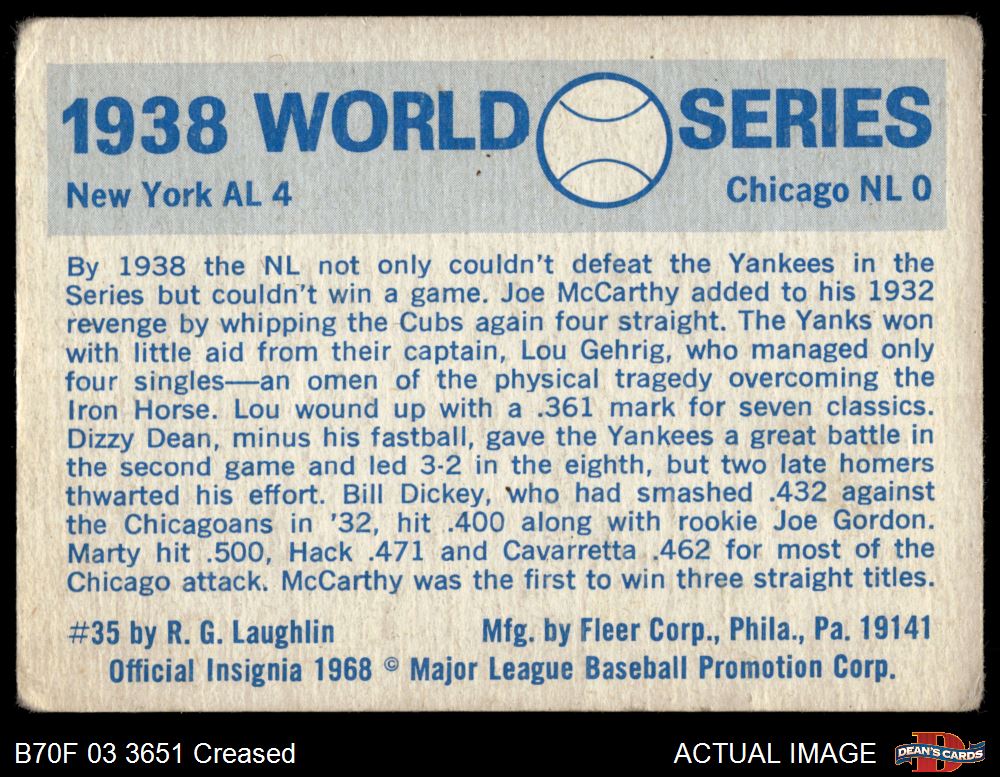 1938 WORLD SERIES
New York AL 4 Chicago NL 0
By 1938 the NL not only couldn't defeat the Yankees in the
Series but couldn't win a game. Joe McCarthy added to his 1932
revenge by whipping the Cubs again four straight. The Yanks won
with little aid from their captain, Lou Gehrig, who managed only
four singles—an omen of the physical tragedy overcoming the
Iron Horse. Lou wound up with a .361 mark for seven classics.
Dizzy Dean, minus his fastball, gave the Yankees a great battle in
the second game and led 3-2 in the eighth, but two late homers
thwarted his effort. Bill Dickey, who had smashed .432 against
the Chicagoans in '32, hit .400 along with rookie Joe Gordon.
Marty hit .500, Hack .471 and Cavarretta .462 for most of the
Chicago attack. McCarthy was the first to win three straight titles.
#35 by R. G. Laughlin Mfg. by Fleer Corp., Phila., Pa. 19141
Official Insignia 1968 © Major League Baseball Promotion Corp.
B70F 03 3651 Creased ACTUAL IMAGE DEAN'S CARDS